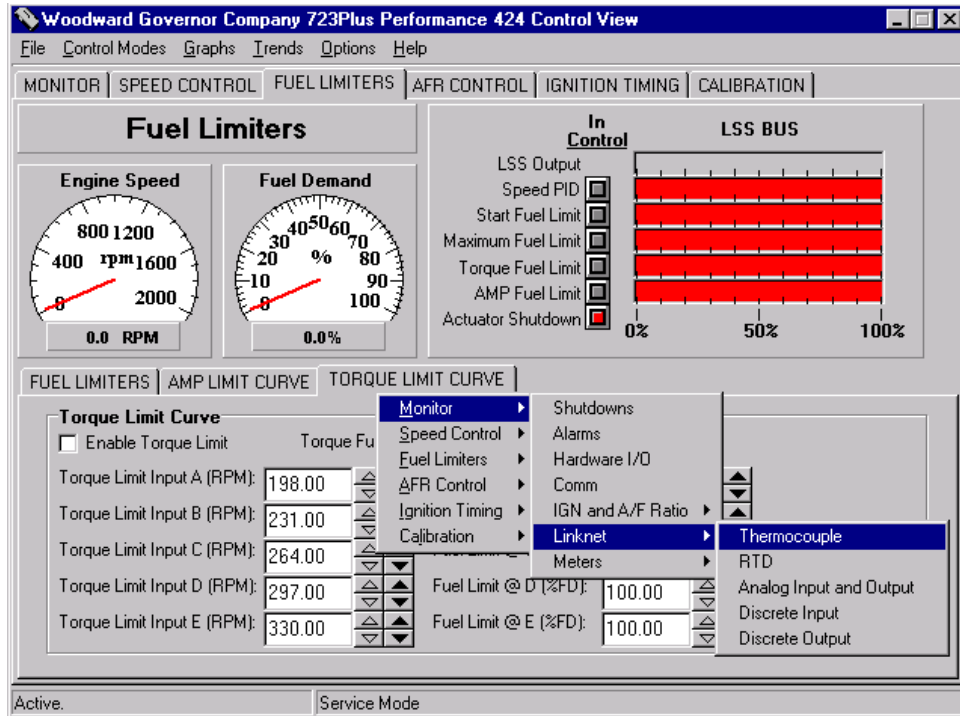 Woodward Governor Company 723Plus Performance 424 Control View
File Control Modes Graphs Trends Options Help
MONITOR SPEED CONTROL FUEL LIMITERS AFR CONTROL IGNITION TIMING CALIBRATION
Fuel Limiters
In Control
LSS BUS
LSS Output
Speed PID
Start Fuel Limit
Maximum Fuel Limit
Torque Fuel Limit
AMP Fuel Limit
Actuator Shutdown
0% 50% 100%
Engine Speed
0 400 800 1200 1600 2000
rpm
0.0 RPM
Fuel Demand
0 10 20 30 40 50 60 70 80 90 100
%
0.0%
FUEL LIMITERS AMP LIMIT CURVE TORQUE LIMIT CURVE
Torque Limit Curve
Enable Torque Limit Torque Fu
Torque Limit Input A (RPM): 198.00
Torque Limit Input B (RPM): 231.00
Torque Limit Input C (RPM): 264.00
Torque Limit Input D (RPM): 297.00 Fuel Limit @ D (%FD): 100.00
Torque Limit Input E (RPM): 330.00 Fuel Limit @ E (%FD): 100.00
Monitor
Speed Control
Fuel Limiters
AFR Control
Ignition Timing
Calibration
Shutdowns
Alarms
Hardware I/O
Comm
IGN and A/F Ratio
Linknet
Meters
Thermocouple
RTD
Analog Input and Output
Discrete Input
Discrete Output
Active. Service Mode